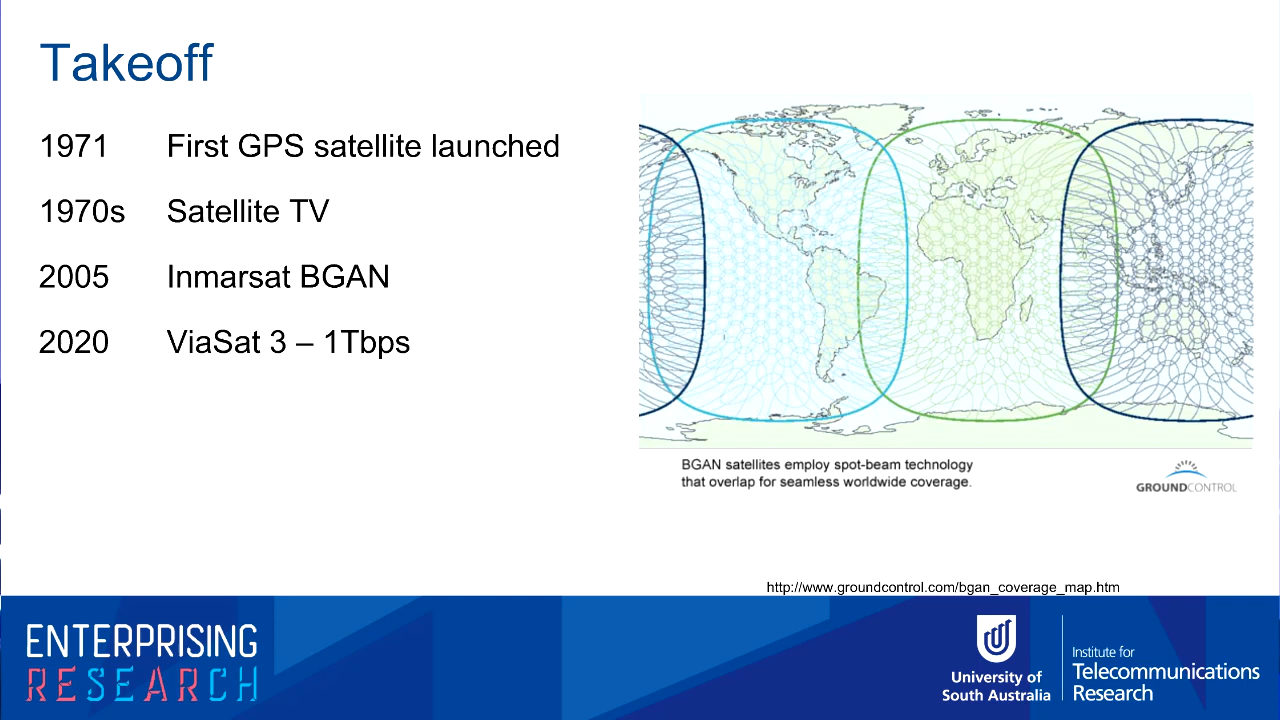 Takeoff
1971 First GPS satellite launched
1970s Satellite TV
2005 Inmarsat BGAN
2020 ViaSat 3 – 1Tbps
BGAN satellites employ spot-beam technology
that overlap for seamless worldwide coverage.
GROUNDCONTROL
http://www.groundcontrol.com/bgan_coverage_map.htm
ENTERPRISING
RESEARCH
University of
South Australia
Institute for
Telecommunications
Research